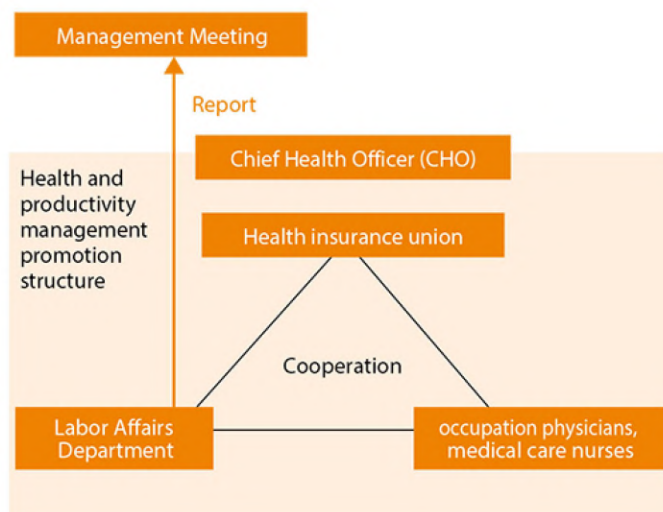 Management Meeting
Report
Chief Health Officer (CHO)
Health and
productivity
management
promotion
structure
Health insurance union
Cooperation
Labor Affairs
Department
occupation physicians,
medical care nurses